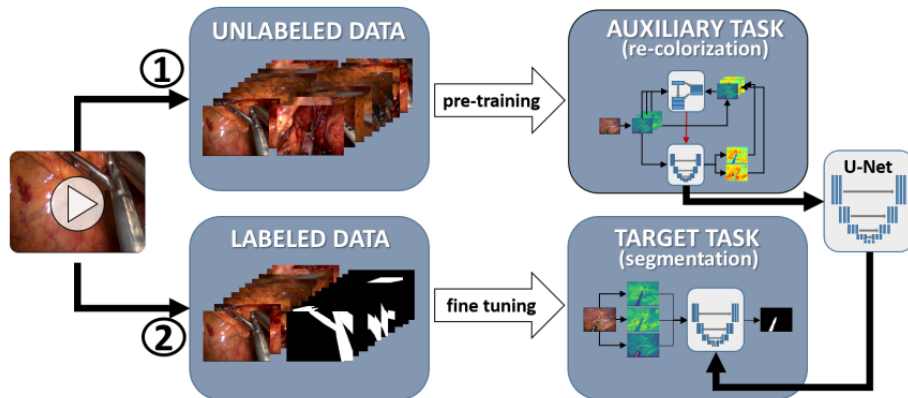 UNLABELED DATA
AUXILIARY TASK
(re-colorization)
①
pre-training
U-Net
LABELED DATA
TARGET TASK
(segmentation)
fine tuning
②